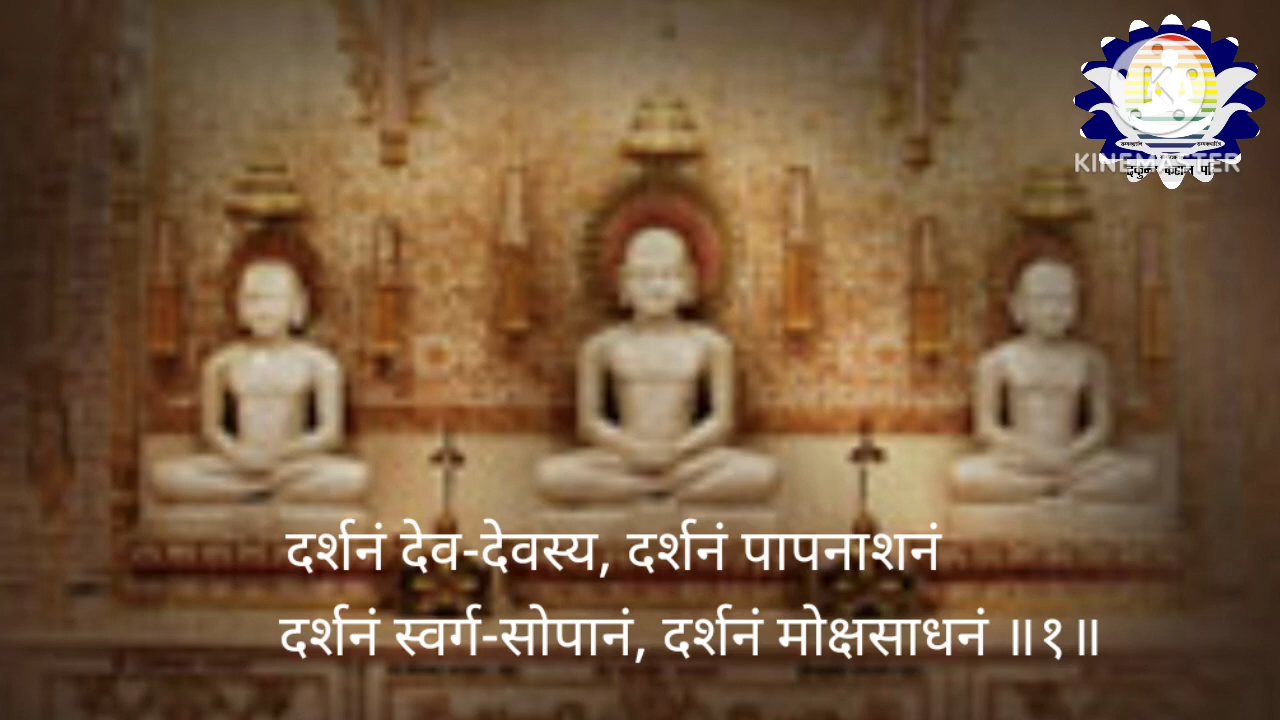 KINEMASTER
दर्शनं देव-देवस्य, दर्शनं पापनाशनं
दर्शनं स्वर्ग-सोपानं, दर्शनं मोक्षसाधनं ॥१॥